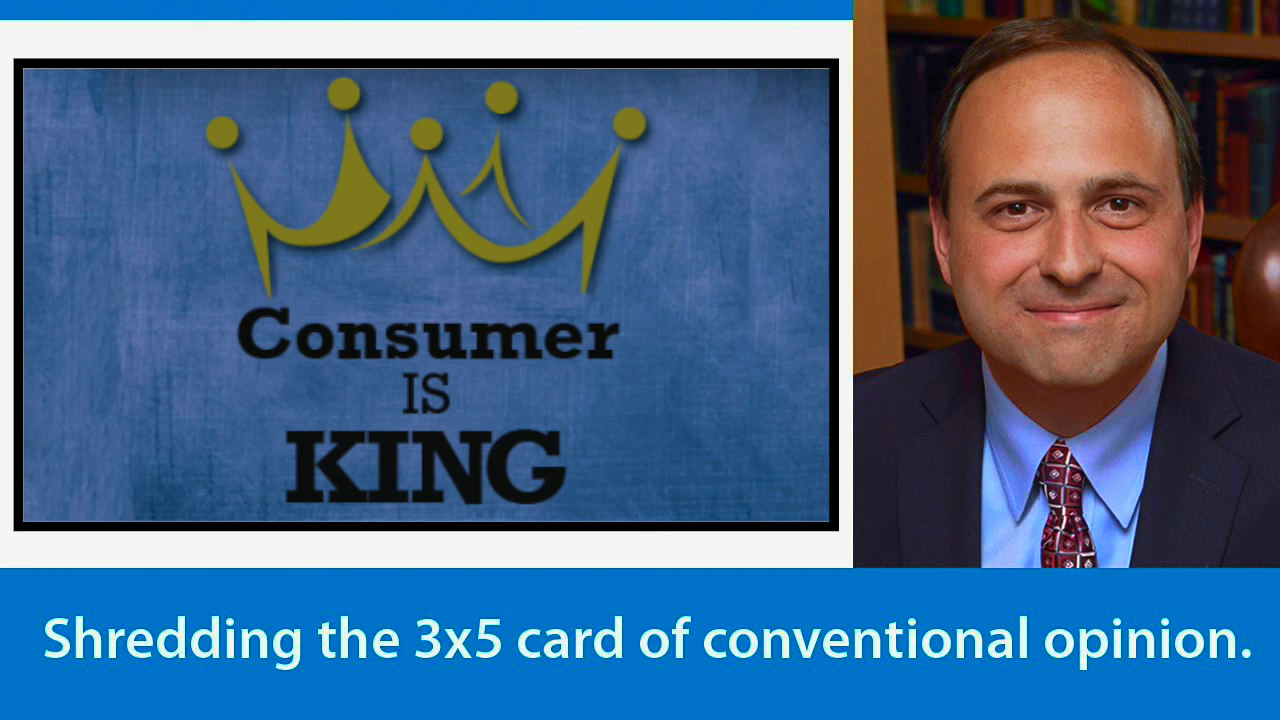 Consumer
IS
KING
Shredding the 3x5 card of conventional opinion.